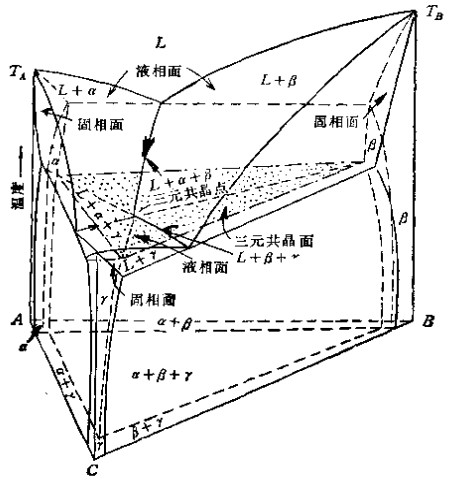 T_B
L
T_A
液相面
L+α
L+β
固相面
固相面
α
β
L+α+β
三元共晶点
温度
L+α+γ
β
三元共晶面
L+γ
液相面
L+β+γ
γ
固相面
A
α+β
B
α
α+γ
α+β+γ
β+γ
γ
C